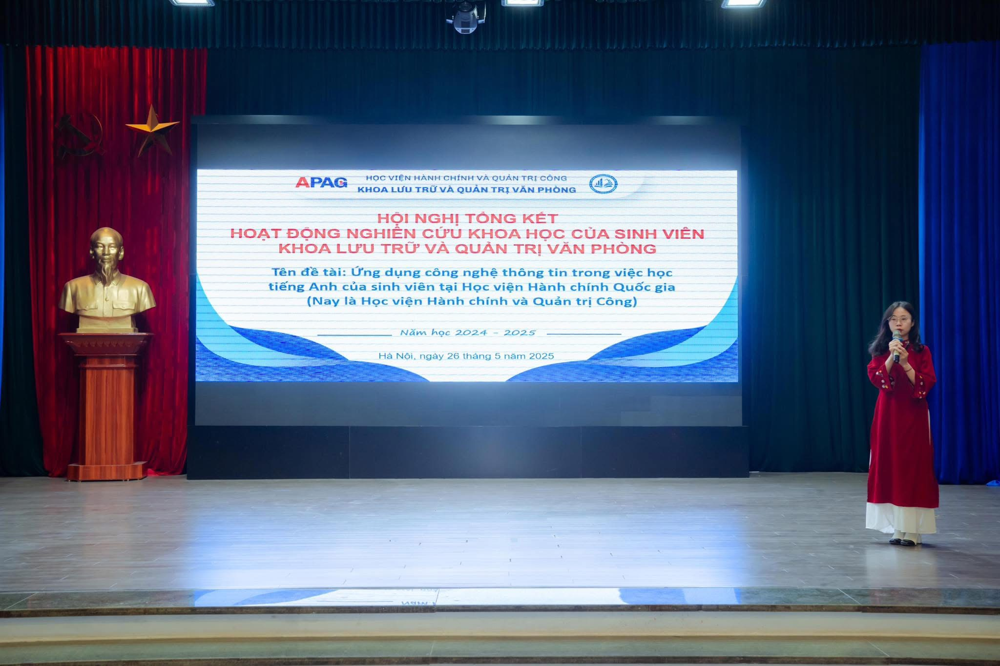 APAG
HỌC VIỆN HÀNH CHÍNH VÀ QUẢN TRỊ CÔNG
KHOA LƯU TRỮ VÀ QUẢN TRỊ VĂN PHÒNG
HỘI NGHỊ TỔNG KẾT
HOẠT ĐỘNG NGHIÊN CỨU KHOA HỌC CỦA SINH VIÊN
KHOA LƯU TRỮ VÀ QUẢN TRỊ VĂN PHÒNG
Tên đề tài: Ứng dụng công nghệ thông tin trong việc học
tiếng Anh của sinh viên tại Học viện Hành chính Quốc gia
(Nay là Học viện Hành chính và Quản trị Công)
Năm học 2024 - 2025
Hà Nội, ngày 26 tháng 5 năm 2025